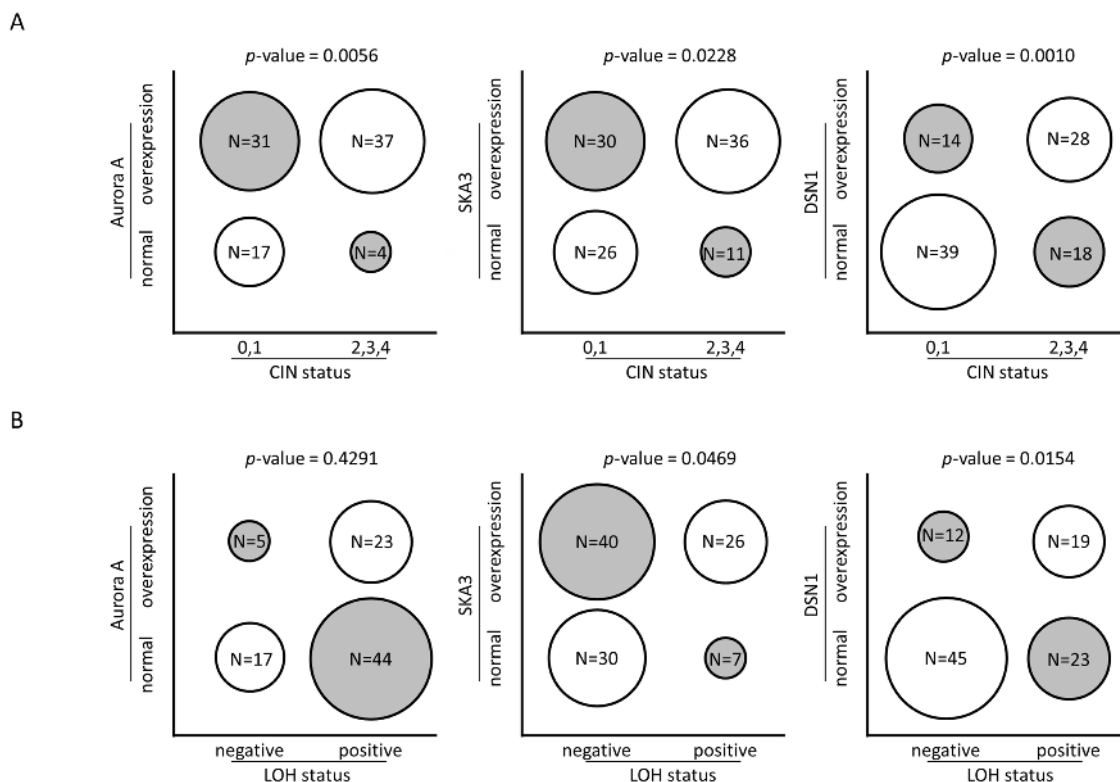 A
p-value = 0.0056
p-value = 0.0228
p-value = 0.0010
Aurora A
overexpression
normal
N=31
N=37
N=17
N=4
0,1
2,3,4
CIN status
SKA3
overexpression
normal
N=30
N=36
N=26
N=11
0,1
2,3,4
CIN status
DSN1
overexpression
normal
N=14
N=28
N=39
N=18
0,1
2,3,4
CIN status
B
p-value = 0.4291
p-value = 0.0469
p-value = 0.0154
Aurora A
overexpression
normal
N=5
N=23
N=17
N=44
negative
positive
LOH status
SKA3
overexpression
normal
N=40
N=26
N=30
N=7
negative
positive
LOH status
DSN1
overexpression
normal
N=12
N=19
N=45
N=23
negative
positive
LOH status